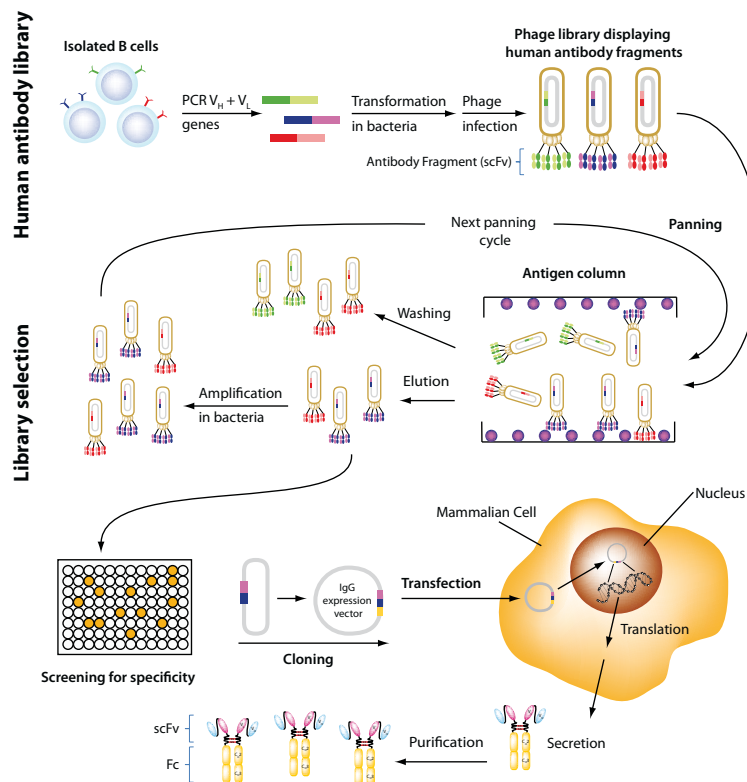 Human antibody library
Isolated B cells
PCR VH + VL
genes
Transformation
in bacteria
Phage
infection
Phage library displaying
human antibody fragments
Antibody Fragment (scFv)
Library selection
Next panning
cycle
Panning
Antigen column
Washing
Elution
Amplification
in bacteria
Screening for specificity
IgG
expression
vector
Cloning
Transfection
Mammalian Cell
Nucleus
Translation
Secretion
Purification
scFv
Fc